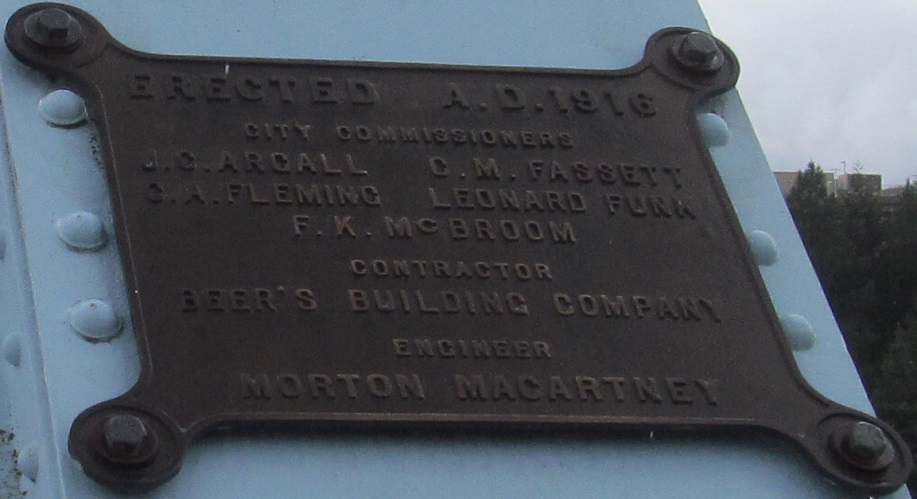 ERECTED A.D. 1916
CITY COMMISSIONERS
J.C. ARGALL C. M. FASSETT
C.A. FLEMING LEONARD FUNK
F. K. McBROOM
CONTRACTOR
BEER'S BUILDING COMPANY
ENGINEER
MORTON MACARTNEY